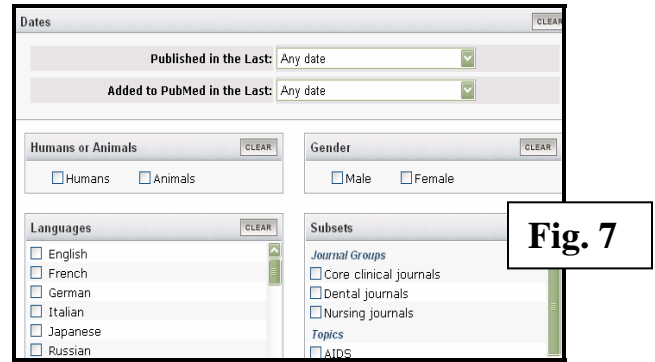 Dates CLEAR
Published in the Last: Any date
Added to PubMed in the Last: Any date
Humans or Animals CLEAR
Humans Animals
Gender CLEAR
Male Female
Languages CLEAR
English
French
German
Italian
Japanese
Russian
Subsets
Journal Groups
Core clinical journals
Dental journals
Nursing journals
Topics
AIDS
Fig. 7